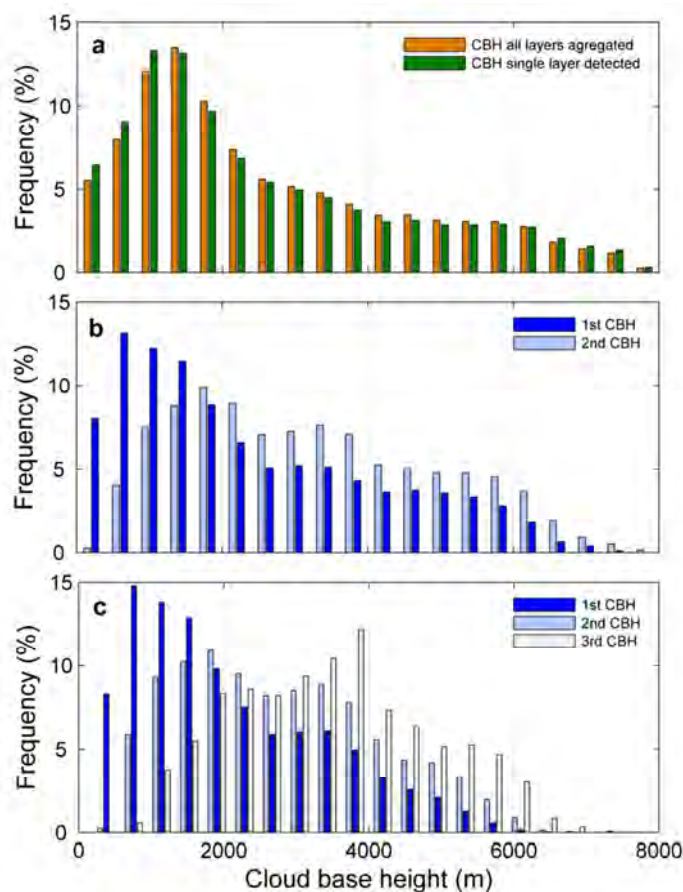 15
a
CBH all layers agregated
CBH single layer detected
10
Frequency (%)
5
0
15
b
1st CBH
2nd CBH
10
Frequency (%)
5
0
15
c
1st CBH
2nd CBH
3rd CBH
10
Frequency (%)
5
0
0 2000 4000 6000 8000
Cloud base height (m)